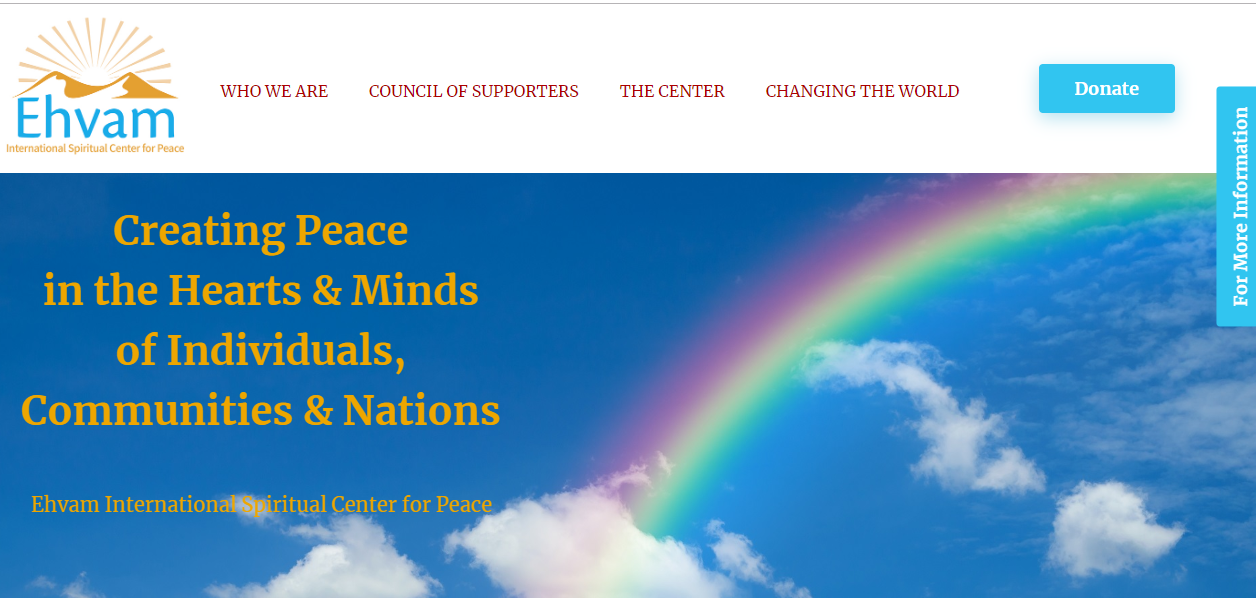 Ehvam
International Spiritual Center for Peace
WHO WE ARE
COUNCIL OF SUPPORTERS
THE CENTER
CHANGING THE WORLD
Donate
For More Information
Creating Peace
in the Hearts & Minds
of Individuals,
Communities & Nations
Ehvam International Spiritual Center for Peace